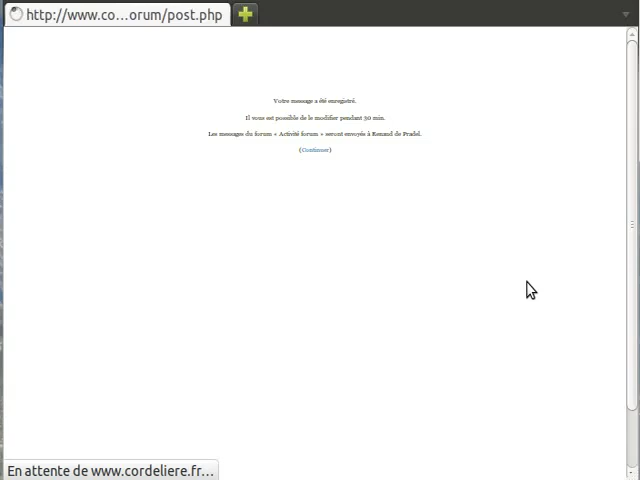 http://www.co...orum/post.php
Votre message a été enregistré.
Il vous est possible de le modifier pendant 30 min.
Les messages du forum « Activité forum » seront envoyés à Renaud de Pradel.
(Continuer)
En attente de www.cordeliere.fr...